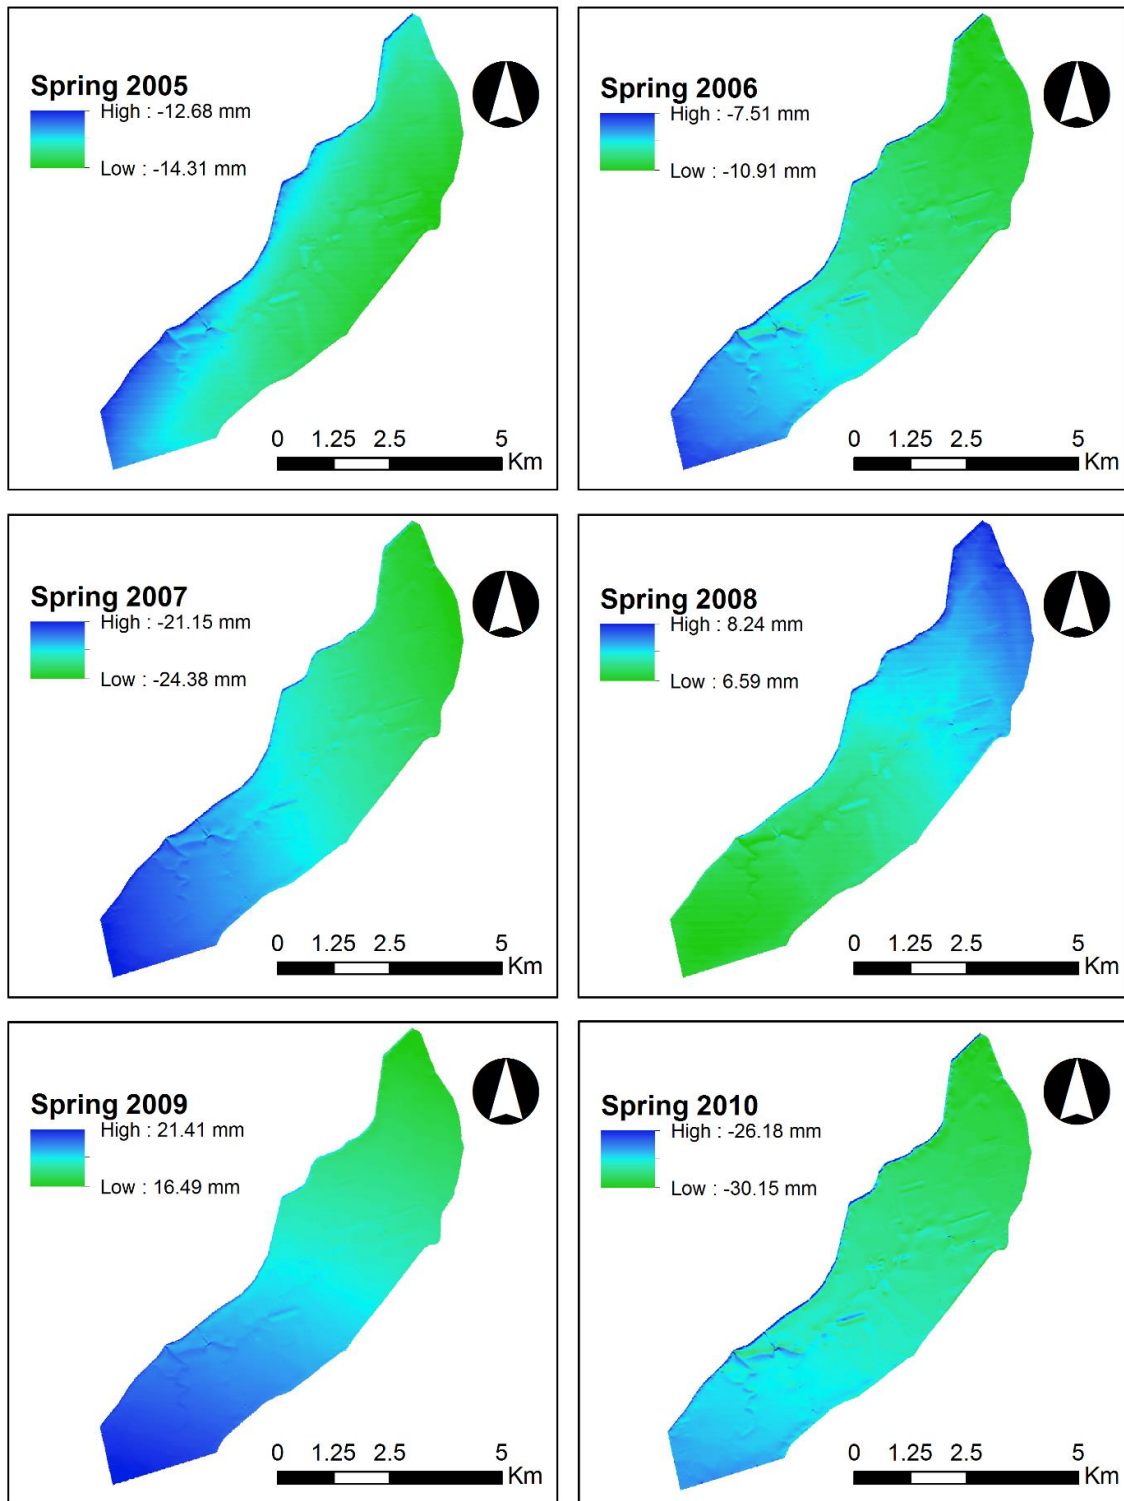 Spring 2005
High : -12.68 mm
Low : -14.31 mm
0 1.25 2.5 5
Km
Spring 2006
High : -7.51 mm
Low : -10.91 mm
0 1.25 2.5 5
Km
Spring 2007
High : -21.15 mm
Low : -24.38 mm
0 1.25 2.5 5
Km
Spring 2008
High : 8.24 mm
Low : 6.59 mm
0 1.25 2.5 5
Km
Spring 2009
High : 21.41 mm
Low : 16.49 mm
0 1.25 2.5 5
Km
Spring 2010
High : -26.18 mm
Low : -30.15 mm
0 1.25 2.5 5
Km